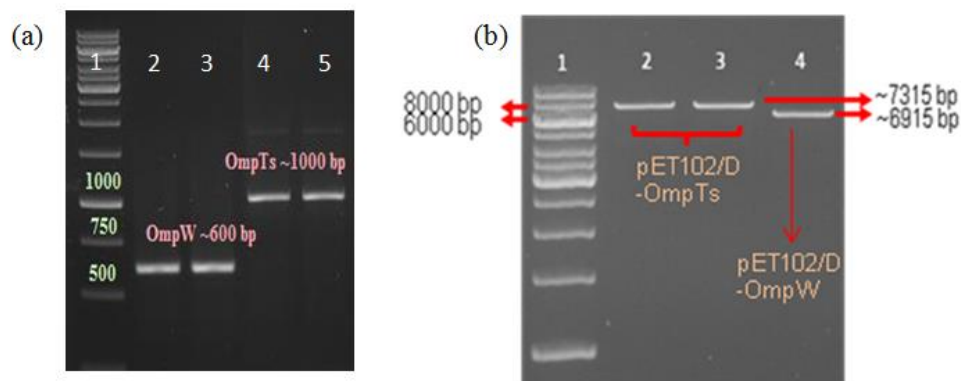 (a)
1 2 3 4 5
OmpTs ~1000 bp
1000
750
OmpW ~600 bp
500
(b)
1 2 3 4
8000 bp
6000 bp
~7315 bp
~6915 bp
pET102/D
-OmpTs
pET102/D
-OmpW